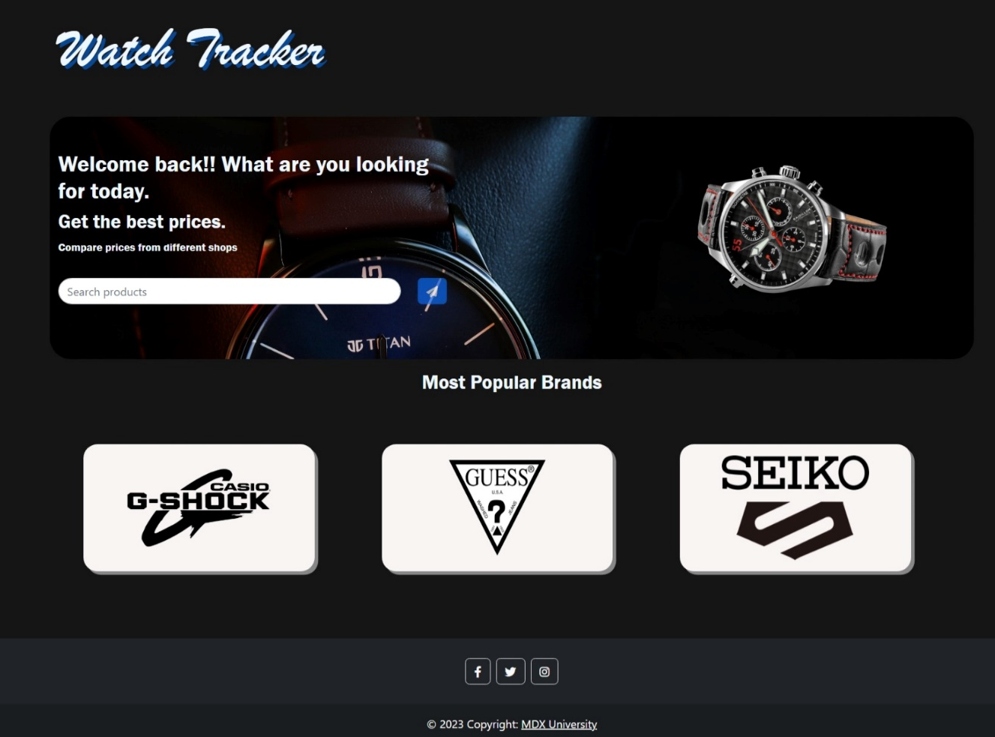 Watch Tracker
Welcome back!! What are you looking
for today.
Get the best prices.
Compare prices from different shops
Search products
TITAN
Most Popular Brands
CASIO
G-SHOCK
GUESS®
U.S.A.
?
SEIKO
© 2023 Copyright: MDX University